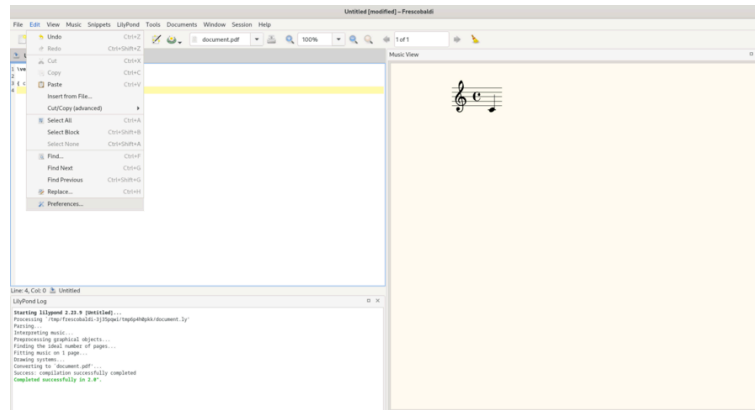 Untitled [modified] – Frescobaldi
File Edit View Music Snippets LilyPond Tools Documents Window Session Help
document.pdf 100% 1 of 1
Undo Ctrl+Z
Redo Ctrl+Shift+Z
Cut Ctrl+X
Copy Ctrl+C
Paste Ctrl+V
Insert from File...
Cut/Copy (advanced)
Select All Ctrl+A
Select Block Ctrl+Shift+B
Select None Ctrl+Shift+A
Find... Ctrl+F
Find Next Ctrl+G
Find Previous Ctrl+Shift+G
Replace... Ctrl+H
Preferences...
1 \ve
2
3 { c
4
Music View
Line: 4, Col: 0 Untitled
LilyPond Log
Starting lilypond 2.23.9 [Untitled]...
Parsing...
Interpreting music...
Preprocessing graphical objects...
Finding the ideal number of pages...
Fitting music on 1 page...
Drawing systems...
Converting to `document.pdf'...
Success: compilation successfully completed
Completed successfully in 2.0".